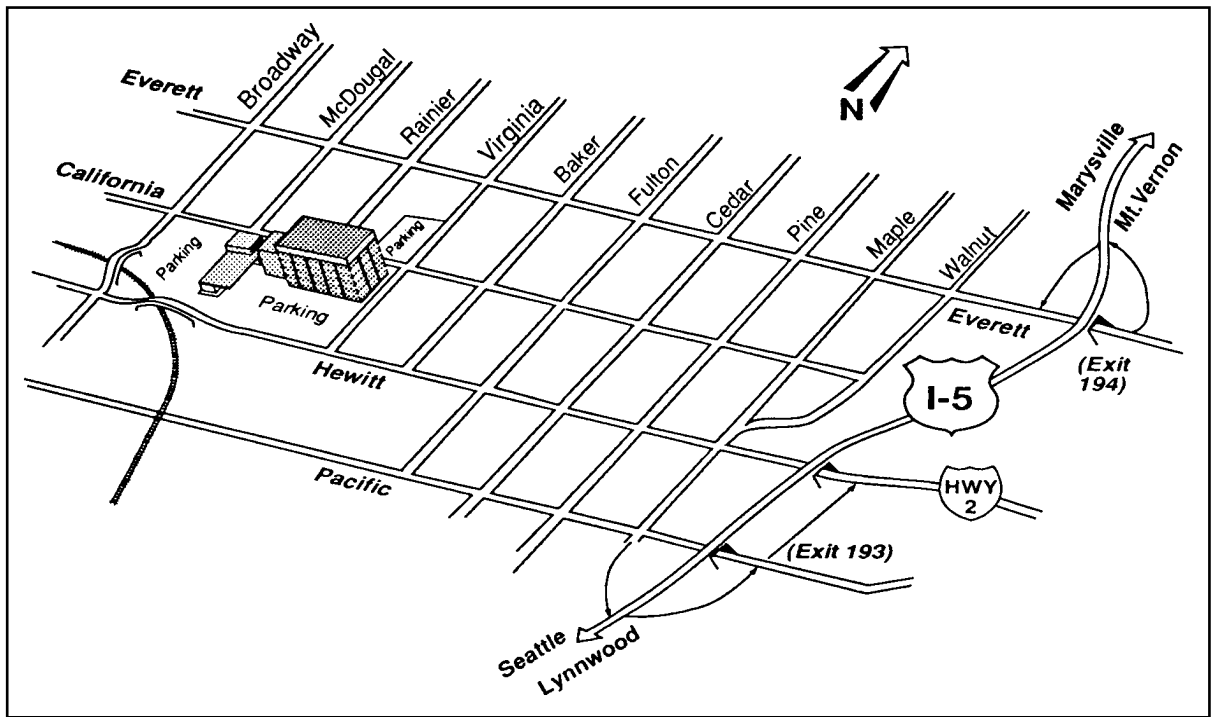 Everett
Broadway
McDougal
Rainier
Virginia
Baker
Fulton
Cedar
Pine
Maple
Walnut
N
Marysville
Mt. Vernon
California
Parking
Parking
Parking
Everett
(Exit
194)
I-5
Hewitt
HWY
2
Pacific
(Exit 193)
Seattle
Lynnwood